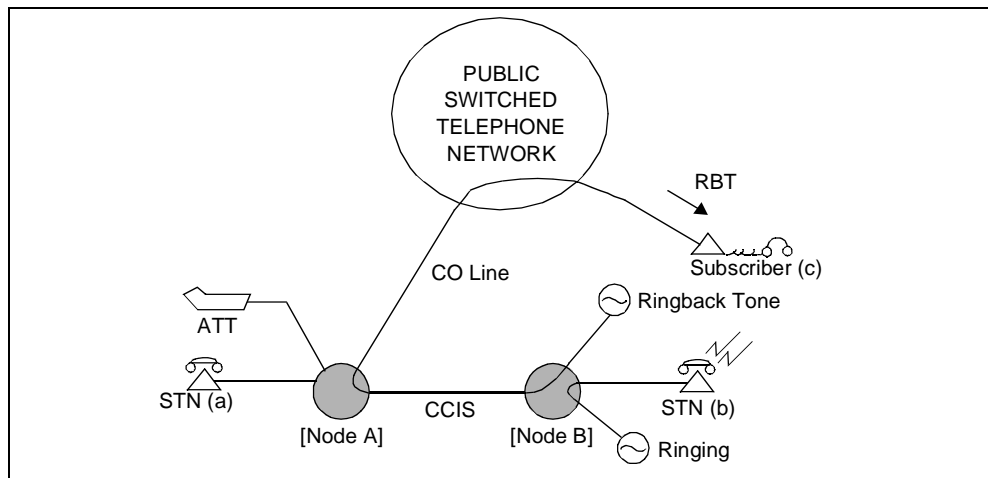 PUBLIC
SWITCHED
TELEPHONE
NETWORK
RBT
Subscriber (c)
CO Line
Ringback Tone
ATT
STN (a)
CCIS
STN (b)
[Node A]
[Node B]
Ringing